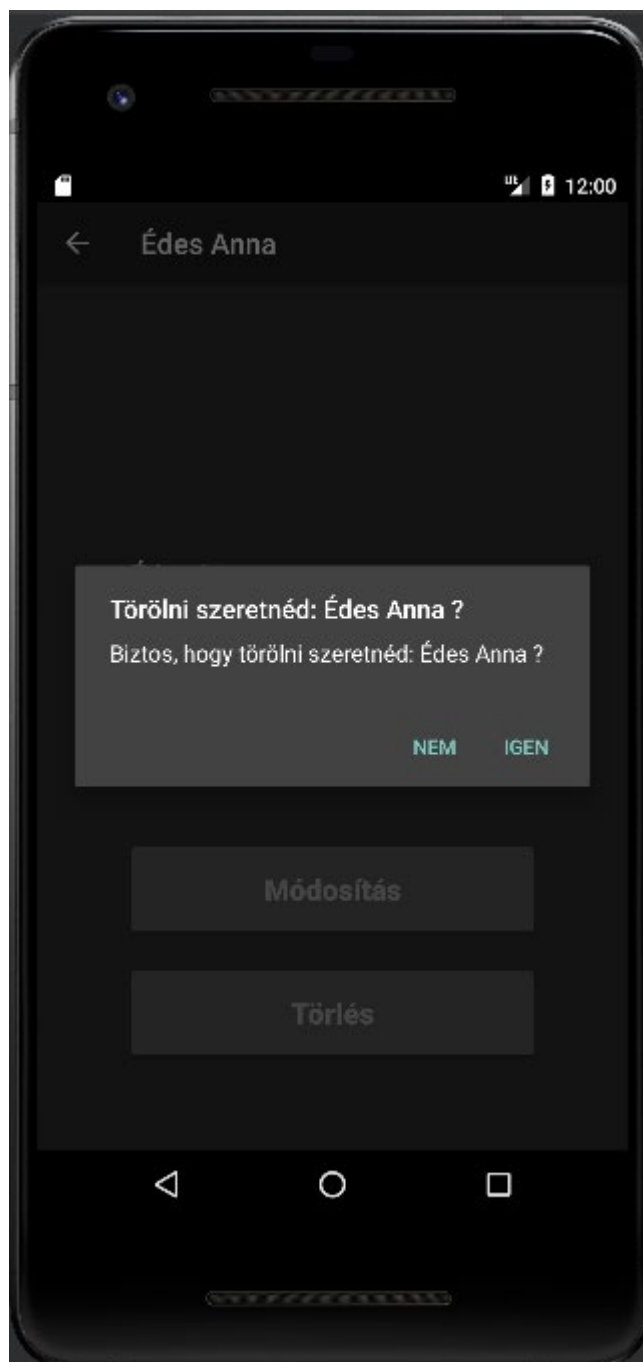 12:00
Édes Anna
Törölni szeretnéd: Édes Anna ?
Biztos, hogy törölni szeretnéd: Édes Anna ?
NEM IGEN
Módosítás
Törlés